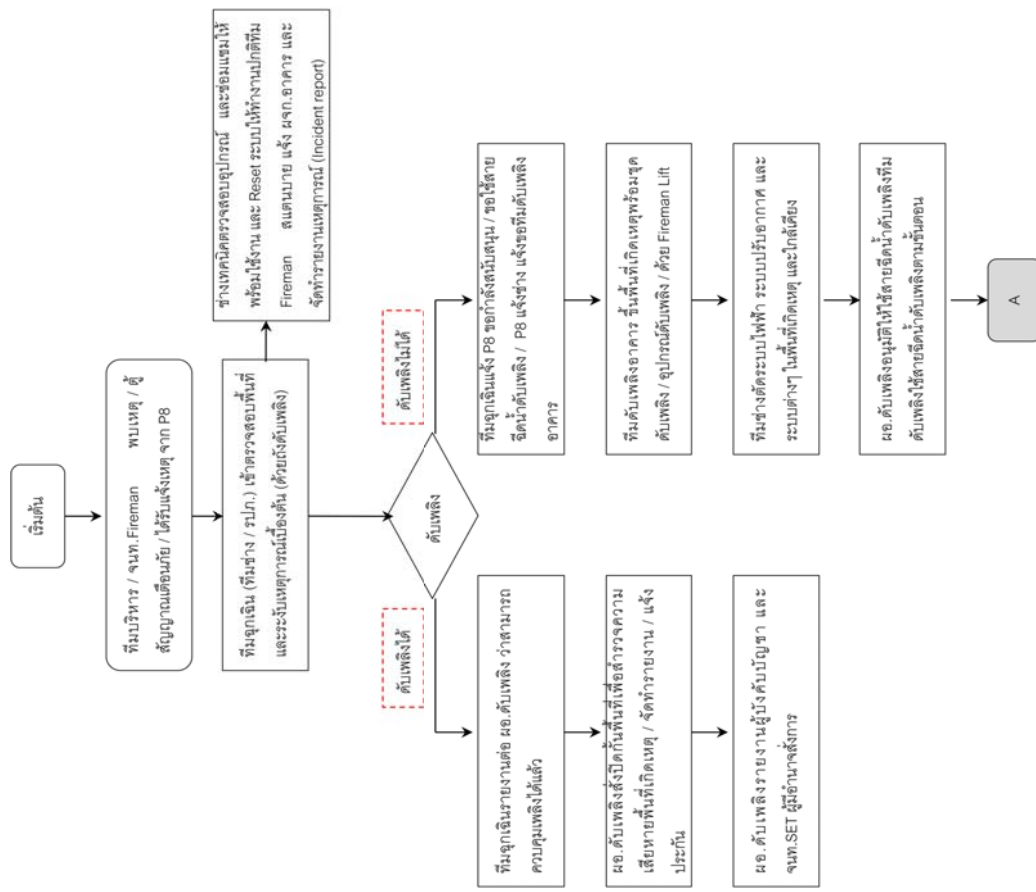 เริ่มต้น
ทีมบริหาร / จนท.Fireman พบเหตุ / ตู้
สัญญาณเตือนภัย / ได้รับแจ้งเหตุ จาก P8
ทีมฉุกเฉิน (ทีมช่าง / รปภ.) เข้าตรวจสอบพื้นที่
และระงับเหตุการณ์เบื้องต้น (ด้วยถังดับเพลิง)
ช่างเทคนิคตรวจสอบอุปกรณ์ และซ่อมแซมให้
พร้อมใช้งาน และ Reset ระบบให้ทำงานปกติทีม
Fireman สแตนบาย แจ้ง ผจก.อาคาร และ
จัดทำรายงานเหตุการณ์ (Incident report)
ดับเพลิง
ดับเพลิงได้
ดับเพลิงไม่ได้
ทีมฉุกเฉินรายงานต่อ ผอ.ดับเพลิง ว่าสามารถ
ควบคุมเพลิงได้แล้ว
ผอ.ดับเพลิงสั่งปิดกั้นพื้นที่เพื่อสำรวจความ
เสียหายพื้นที่เกิดเหตุ / จัดทำรายงาน / แจ้ง
ประกัน
ผอ.ดับเพลิงรายงานผู้บังคับบัญชา และ
จนท.SET ผู้มีอำนาจสั่งการ
ทีมฉุกเฉินแจ้ง P8 ขอกำลังสนับสนุน / ขอใช้สาย
ฉีดน้ำดับเพลิง / P8 แจ้งช่าง แจ้งขอทีมดับเพลิง
อาคาร
ทีมดับเพลิงอาคาร ขึ้นพื้นที่เกิดเหตุพร้อมชุด
ดับเพลิง / อุปกรณ์ดับเพลิง / ด้วย Fireman Lift
ทีมช่างตัดระบบไฟฟ้า ระบบปรับอากาศ และ
ระบบต่างๆ ในพื้นที่เกิดเหตุ และใกล้เคียง
ผอ.ดับเพลิงอนุมัติให้ใช้สายฉีดน้ำดับเพลิงทีม
ดับเพลิงใช้สายฉีดน้ำดับเพลิงตามขั้นตอน
A